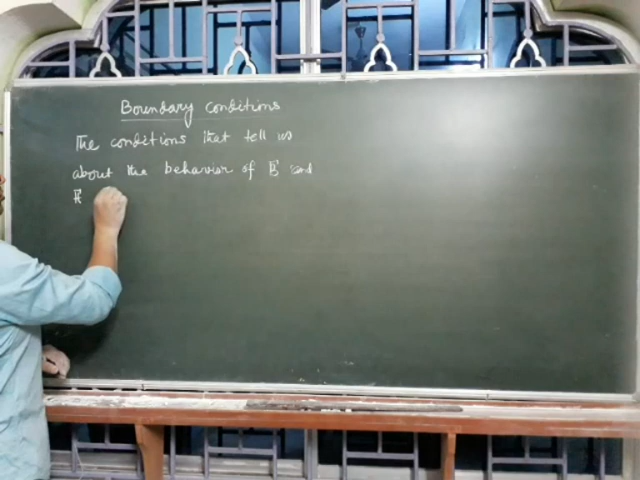 Boundary conditions
The conditions that tell us
about the behavior of B⃗ and
H⃗